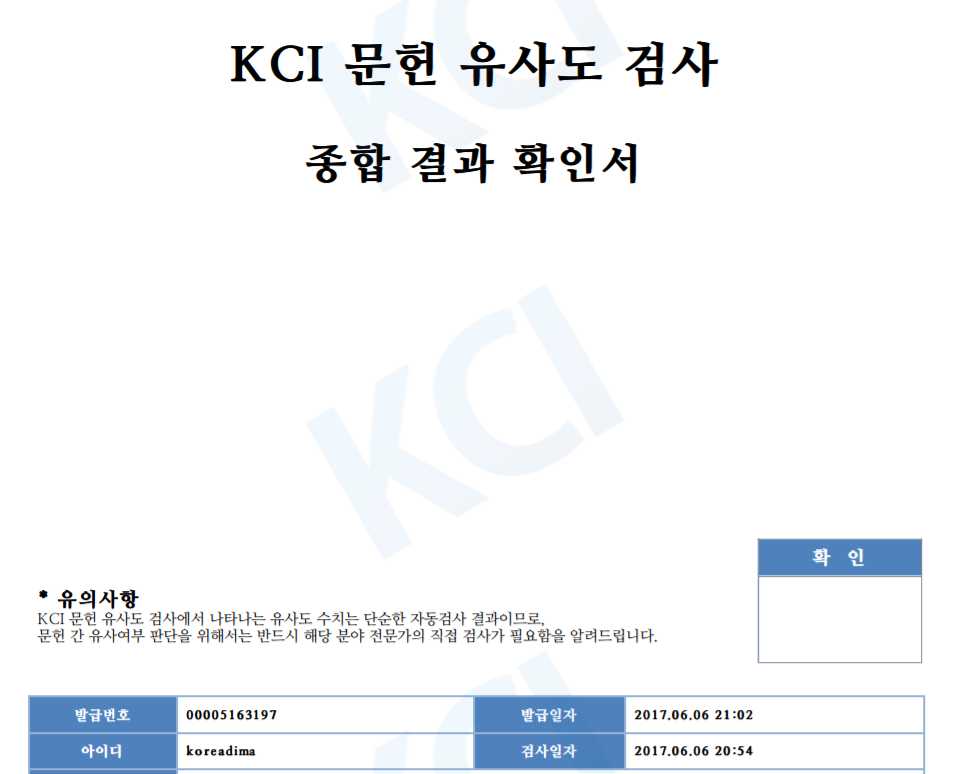 KCI 문헌 유사도 검사
종합 결과 확인서
KCI
KCI
확 인
* 유의사항
KCI 문헌 유사도 검사에서 나타나는 유사도 수치는 단순한 자동검사 결과이므로,
문헌 간 유사여부 판단을 위해서는 반드시 해당 분야 전문가의 직접 검사가 필요함을 알려드립니다.
발급번호 00005163197 발급일자 2017.06.06 21:02
아이디 koreadima 검사일자 2017.06.06 20:54